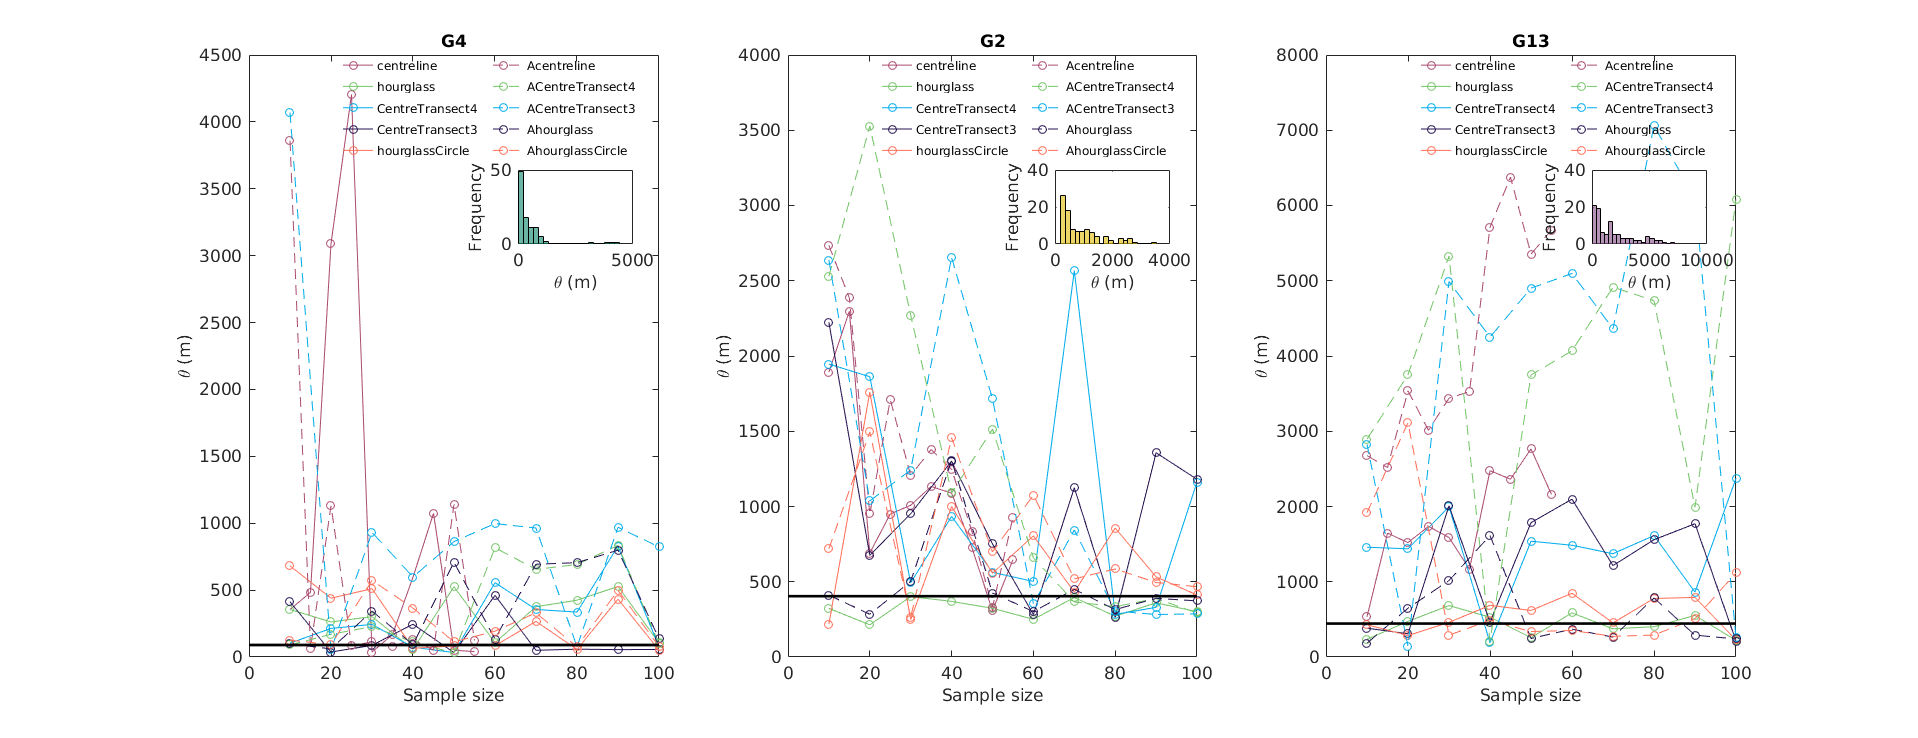 G4
4500
4000
3500
3000
2500
2000
1500
1000
500
0
θ (m)
0 20 40 60 80 100
Sample size
centreline Acentreline
hourglass ACentreTransect4
CentreTransect4 ACentreTransect3
CentreTransect3 Ahourglass
hourglassCircle AhourglassCircle
Frequency
50
0
0 5000
θ (m)
G2
4000
3500
3000
2500
2000
1500
1000
500
0
θ (m)
0 20 40 60 80 100
Sample size
centreline Acentreline
hourglass ACentreTransect4
CentreTransect4 ACentreTransect3
CentreTransect3 Ahourglass
hourglassCircle AhourglassCircle
Frequency
40
20
0
0 2000 4000
θ (m)
G13
8000
7000
6000
5000
4000
3000
2000
1000
0
θ (m)
0 20 40 60 80 100
Sample size
centreline Acentreline
hourglass ACentreTransect4
CentreTransect4 ACentreTransect3
CentreTransect3 Ahourglass
hourglassCircle AhourglassCircle
Frequency
40
20
0
0 5000 10000
θ (m)